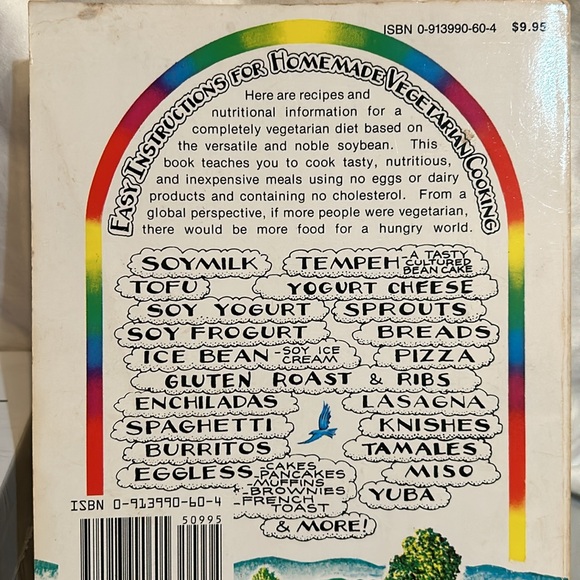 ISBN 0-913990-60-4 $9.95
EASY INSTRUCTIONS FOR HOMEMADE VEGETARIAN COOKING
Here are recipes and
nutritional information for a
completely vegetarian diet based on
the versatile and noble soybean. This
book teaches you to cook tasty, nutritious,
and inexpensive meals using no eggs or dairy
products and containing no cholesterol. From a
global perspective, if more people were vegetarian,
there would be more food for a hungry world.
SOYMILK TEMPEH - A TASTY
CULTURED
BEAN CAKE
TOFU YOGURT CHEESE
SOY YOGURT SPROUTS
SOY FROGURT BREADS
ICE BEAN - SOY ICE
CREAM PIZZA
GLUTEN ROAST & RIBS
ENCHILADAS LASAGNA
SPAGHETTI KNISHES
BURRITOS TAMALES
EGGLESS - CAKES MISO
- PANCAKES
- MUFFINS
- BROWNIES YUBA
- FRENCH
TOAST
& MORE!
ISBN 0-913990-60-4
50995